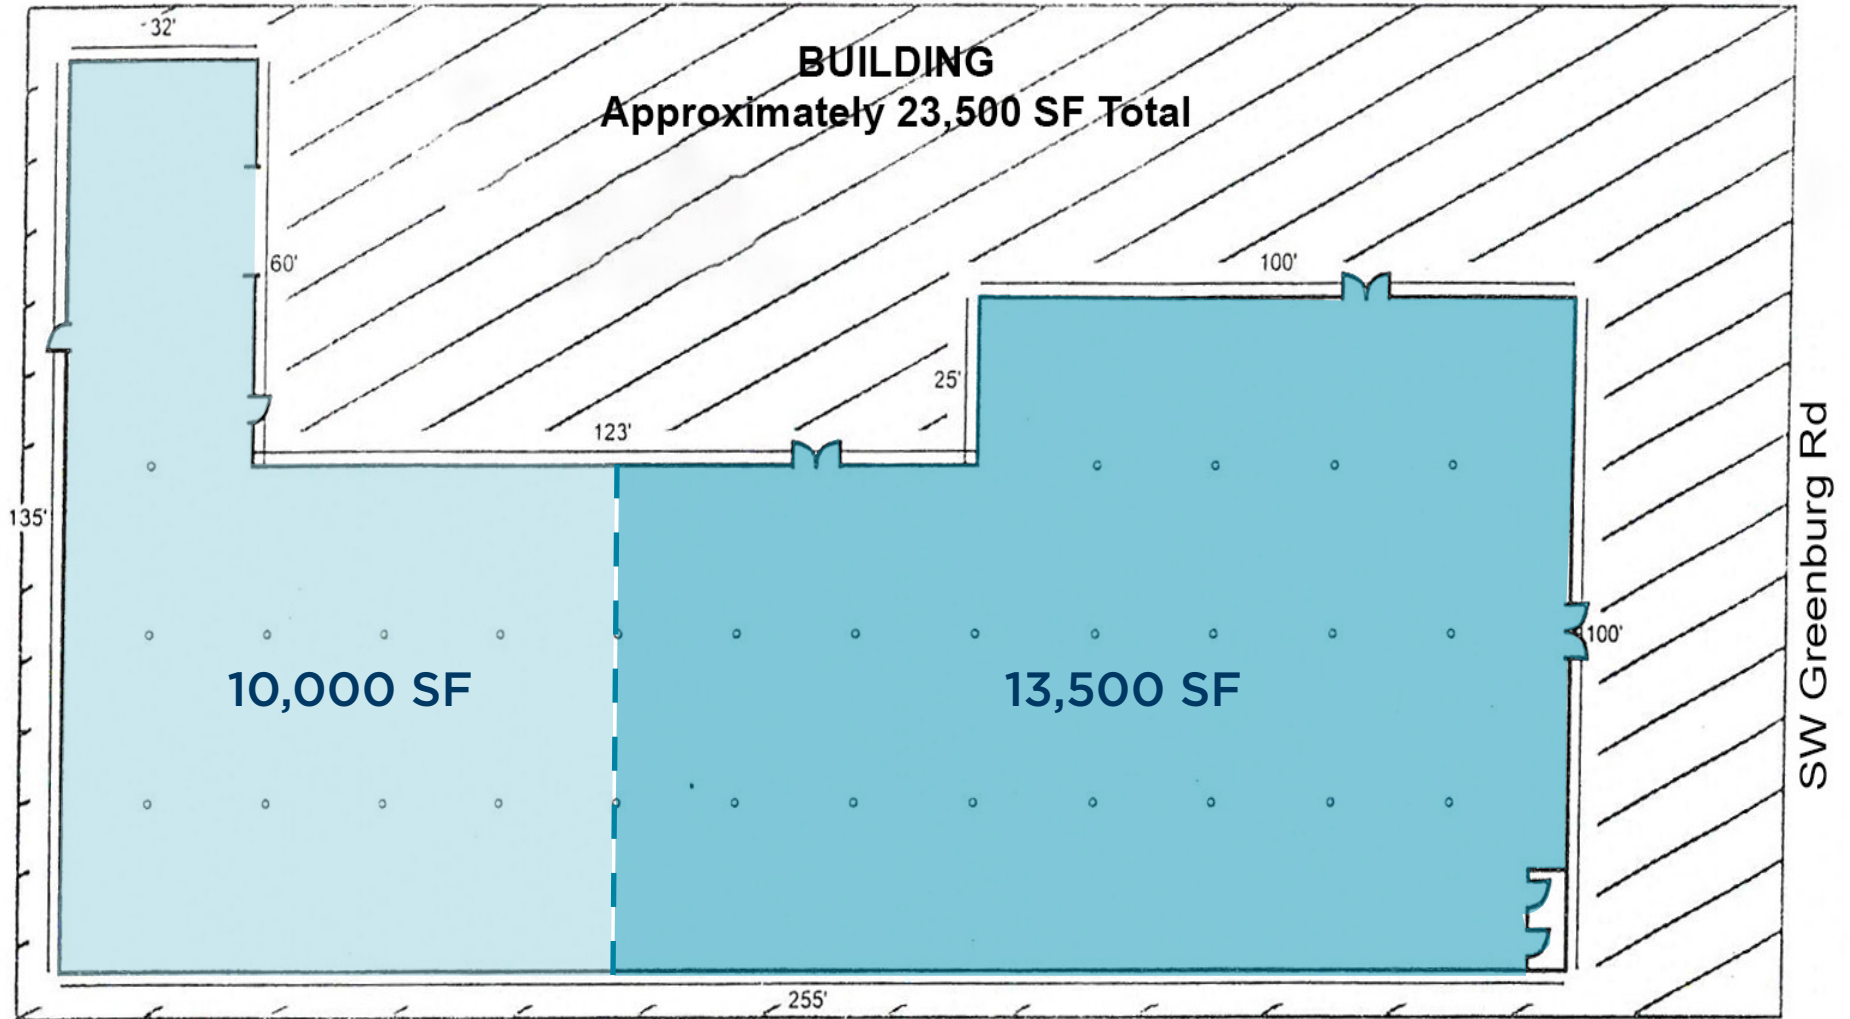 32'
BUILDING
Approximately 23,500 SF Total
60'
100'
25'
123'
135'
SW Greenburg Rd
100'
10,000 SF
13,500 SF
255'